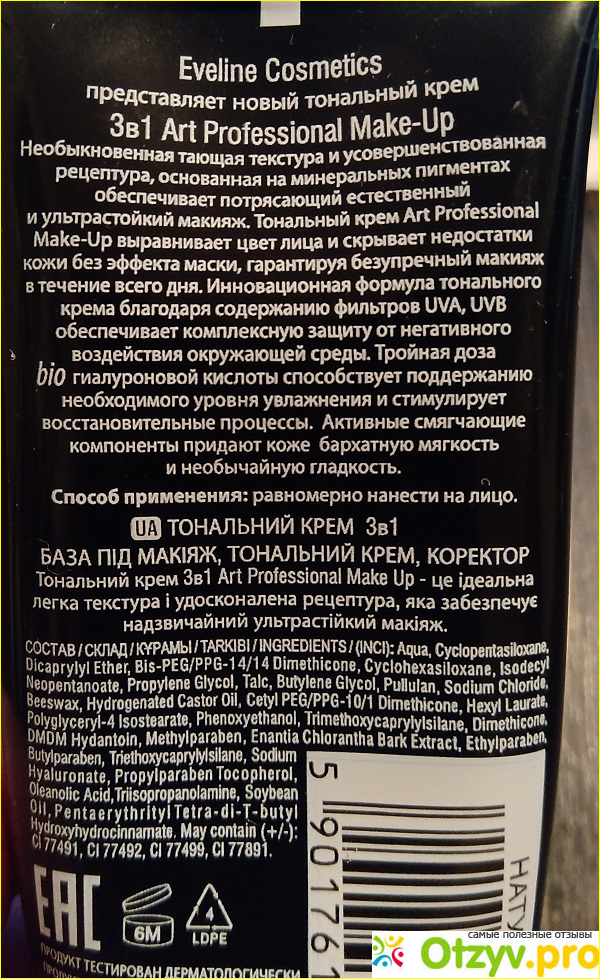 Eveline Cosmetics
представляет новый тональный крем
3в1 Art Professional Make-Up
Необыкновенная тающая текстура и усовершенствованная
рецептура, основанная на минеральных пигментах
обеспечивает потрясающий естественный
и ультрастойкий макияж. Тональный крем Art Professional
Make-Up выравнивает цвет лица и скрывает недостатки
кожи без эффекта маски, гарантируя безупречный макияж
в течение всего дня. Инновационная формула тонального
крема благодаря содержанию фильтров UVA, UVB
обеспечивает комплексную защиту от негативного
воздействия окружающей среды. Тройная доза
bio гиалуроновой кислоты способствует поддержанию
необходимого уровня увлажнения и стимулирует
восстановительные процессы. Активные смягчающие
компоненты придают коже бархатную мягкость
и необычайную гладкость.
Способ применения: равномерно нанести на лицо.
UA ТОНАЛЬНИЙ КРЕМ 3в1
БАЗА ПІД МАКІЯЖ, ТОНАЛЬНИЙ КРЕМ, КОРЕКТОР
Тональний крем 3в1 Art Professional Make Up - це ідеальна
легка текстура і удосконалена рецептура, яка забезпечує
надзвичайний ультрастійкий макіяж.
СОСТАВ / СКЛАД / ҚҰРАМЫ / TARKIBI / INGREDIENTS / (INCI): Aqua, Cyclopentasiloxane,
Dicaprylyl Ether, Bis-PEG/PPG-14/14 Dimethicone, Cyclohexasiloxane, Isodecyl
Neopentanoate, Propylene Glycol, Talc, Butylene Glycol, Pullulan, Sodium Chloride,
Beeswax, Hydrogenated Castor Oil, Cetyl PEG/PPG-10/1 Dimethicone, Hexyl Laurate,
Polyglyceryl-4 Isostearate, Phenoxyethanol, Trimethoxycaprylylsilane, Dimethicone,
DMDM Hydantoin, Methylparaben, Enantia Chlorantha Bark Extract, Ethylparaben,
Butylparaben, Triethoxycaprylylsilane, Sodium
Hyaluronate, Propylparaben Tocopherol,
Oleanolic Acid, Triisopropanolamine, Soybean
Oil, Pentaerythrityl Tetra-di-T-butyl
Hydroxyhydrocinnamate. May contain (+/-):
CI 77491, CI 77492, CI 77499, CI 77891.
EAC
6M
4
LDPE
5 901761
НАТУ
ПРОДУКТ ТЕСТИРОВАН ДЕРМАТОЛОГИЧЕСКИ
самые полезные отзывы
Otzyv.pro